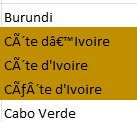 Burundi
CÃ´te dâ€™Ivoire
CÃ´te d'Ivoire
CÃƒÂ´te d'Ivoire
Cabo Verde